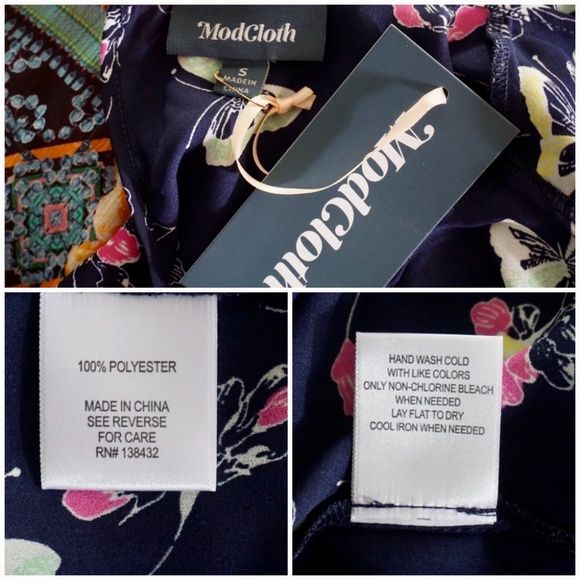 ModCloth
S
MADE IN
CHINA
ModCloth
100% POLYESTER
MADE IN CHINA
SEE REVERSE
FOR CARE
RN# 138432
HAND WASH COLD
WITH LIKE COLORS
ONLY NON-CHLORINE BLEACH
WHEN NEEDED
LAY FLAT TO DRY
COOL IRON WHEN NEEDED